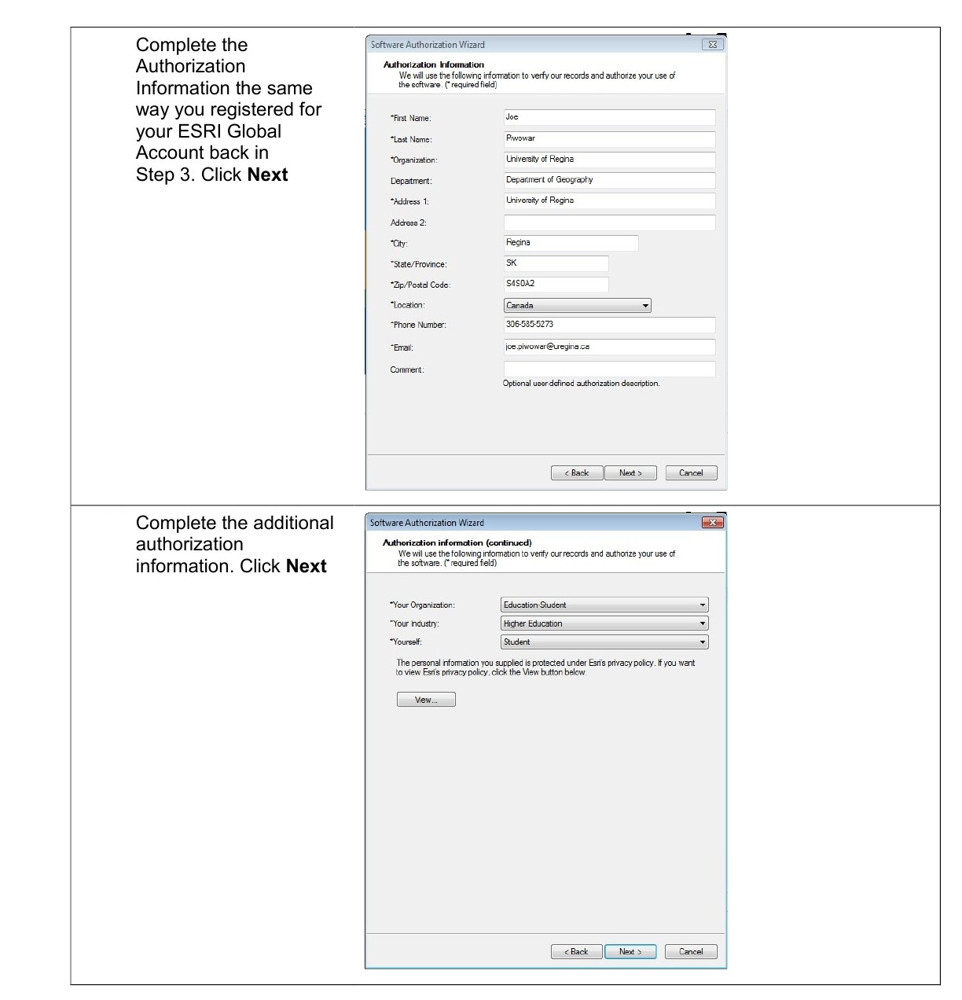 Complete the
Authorization
Information the same
way you registered for
your ESRI Global
Account back in
Step 3. Click Next
Software Authorization Wizard
Authorization Information
We will use the following information to verify our records and authorize your use of
the software. (* required field)
*First Name: Joe
*Last Name: Piwowar
*Organization: University of Regina
Department: Department of Geography
*Address 1: University of Regina
Address 2:
*City: Regina
*State/Province: SK
*Zip/Postal Code: S4S0A2
*Location: Canada
*Phone Number: 306-585-5273
*Email: joe.piwowar@uregina.ca
Comment:
Optional user-defined authorization description.
< Back Next > Cancel
Complete the additional
authorization
information. Click Next
Software Authorization Wizard
Authorization information (continued)
We will use the following information to verify our records and authorize your use of
the software. (* required field)
*Your Organization: Education-Student
*Your Industry: Higher Education
*Yourself: Student
The personal information you supplied is protected under Esri's privacy policy. If you want
to view Esri's privacy policy, click the View button below.
View...
< Back Next > Cancel